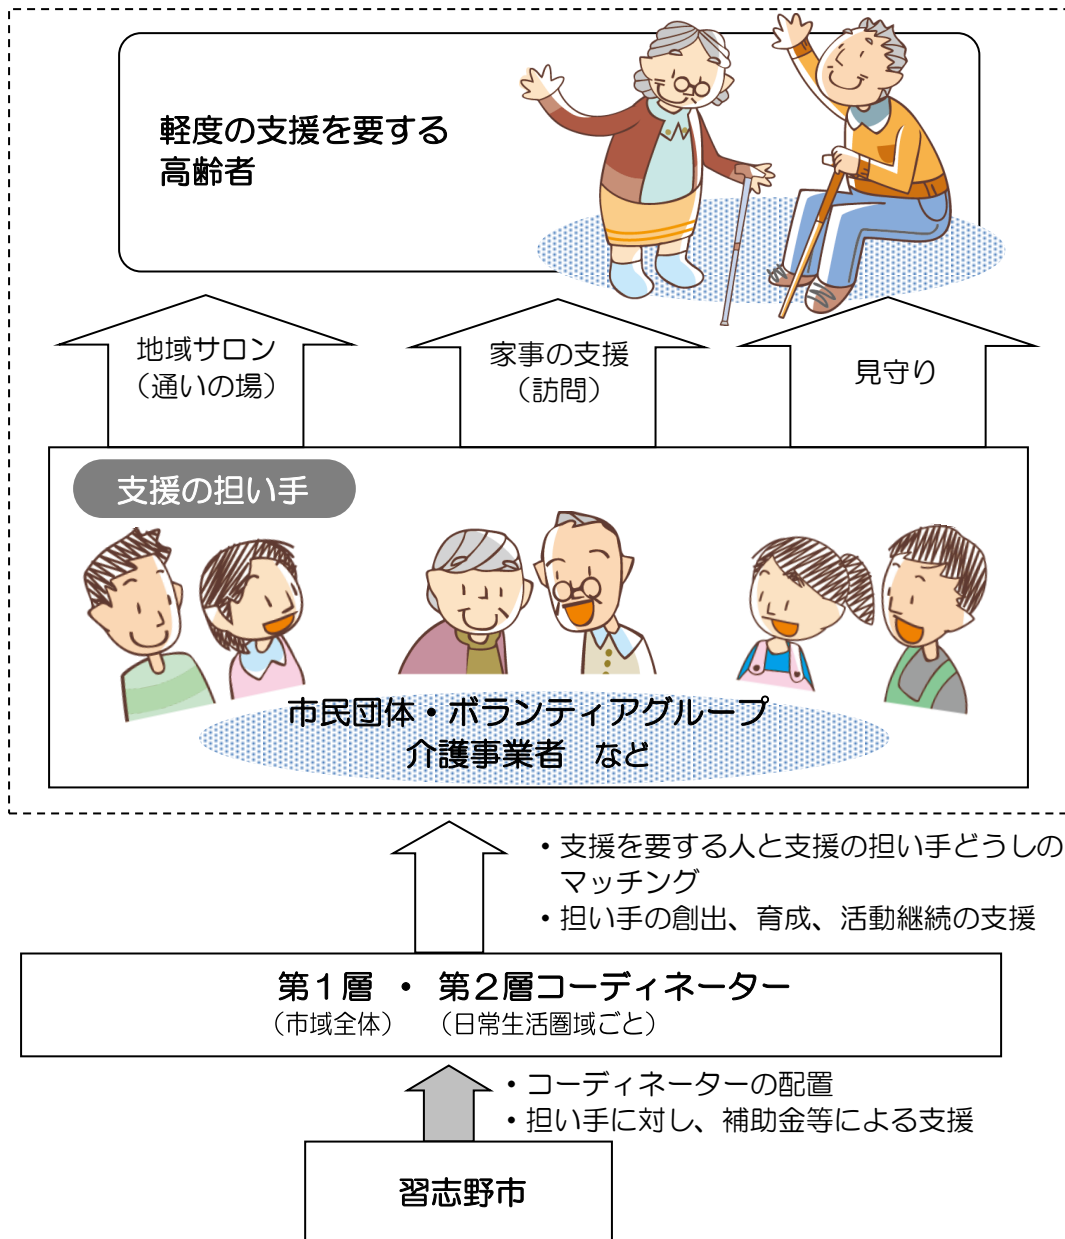 軽度の支援を要する
高齢者
地域サロン
（通いの場）
家事の支援
（訪問）
見守り
支援の担い手
市民団体・ボランティアグループ
介護事業者　など
・支援を要する人と支援の担い手どうしの
マッチング
・担い手の創出、育成、活動継続の支援
第１層 ・ 第２層コーディネーター
（市域全体）　（日常生活圏域ごと）
・コーディネーターの配置
・担い手に対し、補助金等による支援
習志野市